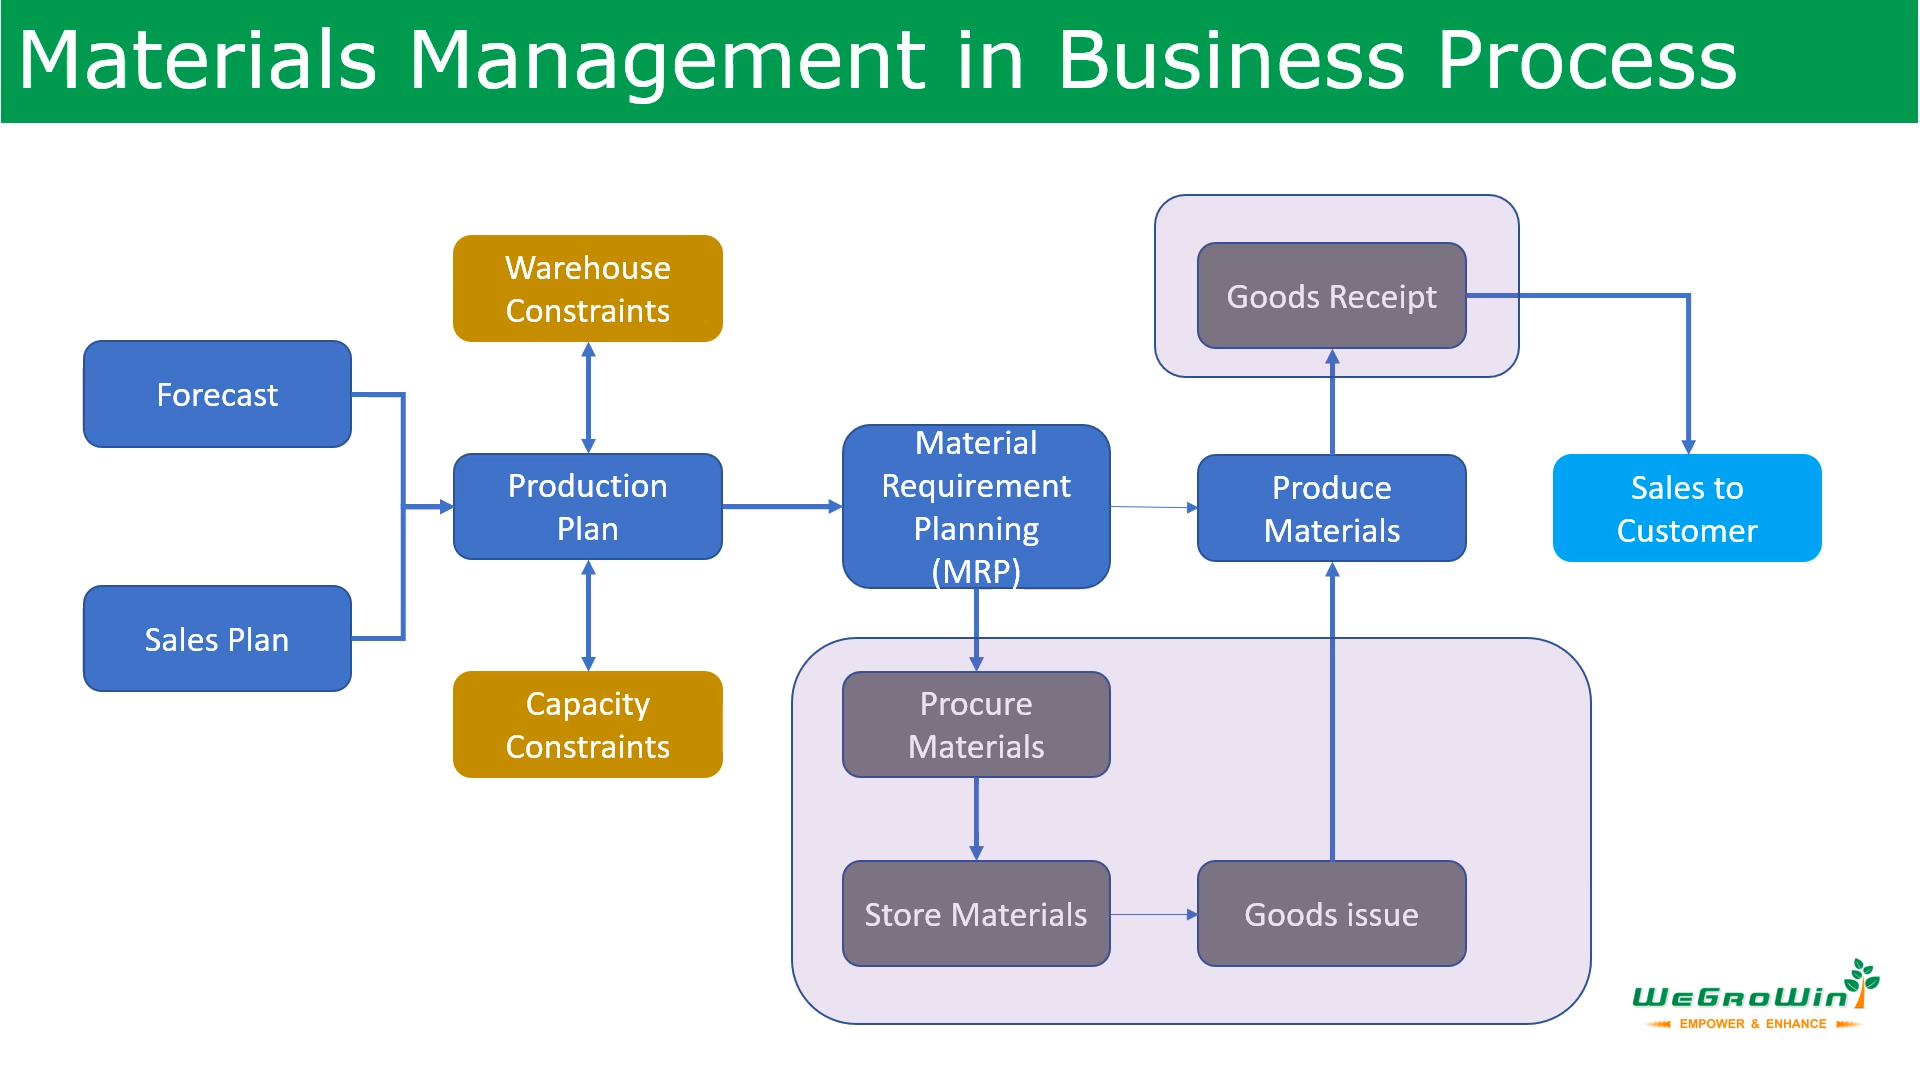 Materials Management in Business Process
Warehouse
Constraints
Goods Receipt
Forecast
Production
Plan
Material
Requirement
Planning
(MRP)
Produce
Materials
Sales to
Customer
Sales Plan
Capacity
Constraints
Procure
Materials
Store Materials
Goods issue
WeGroWin
EMPOWER & ENHANCE